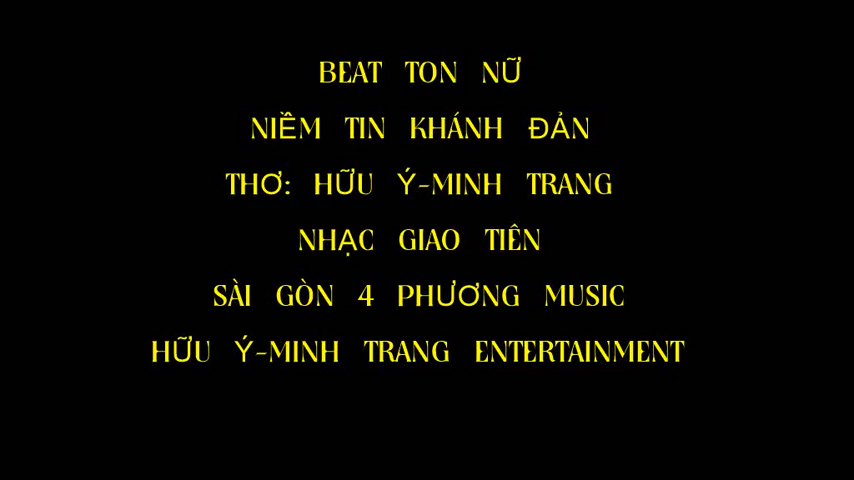 BEAT TON NỮ
NIỀM TIN KHÁNH ĐẢN
THƠ: HỮU Ý-MINH TRANG
NHẠC GIAO TIÊN
SÀI GÒN 4 PHƯƠNG MUSIC
HỮU Ý-MINH TRANG ENTERTAINMENT